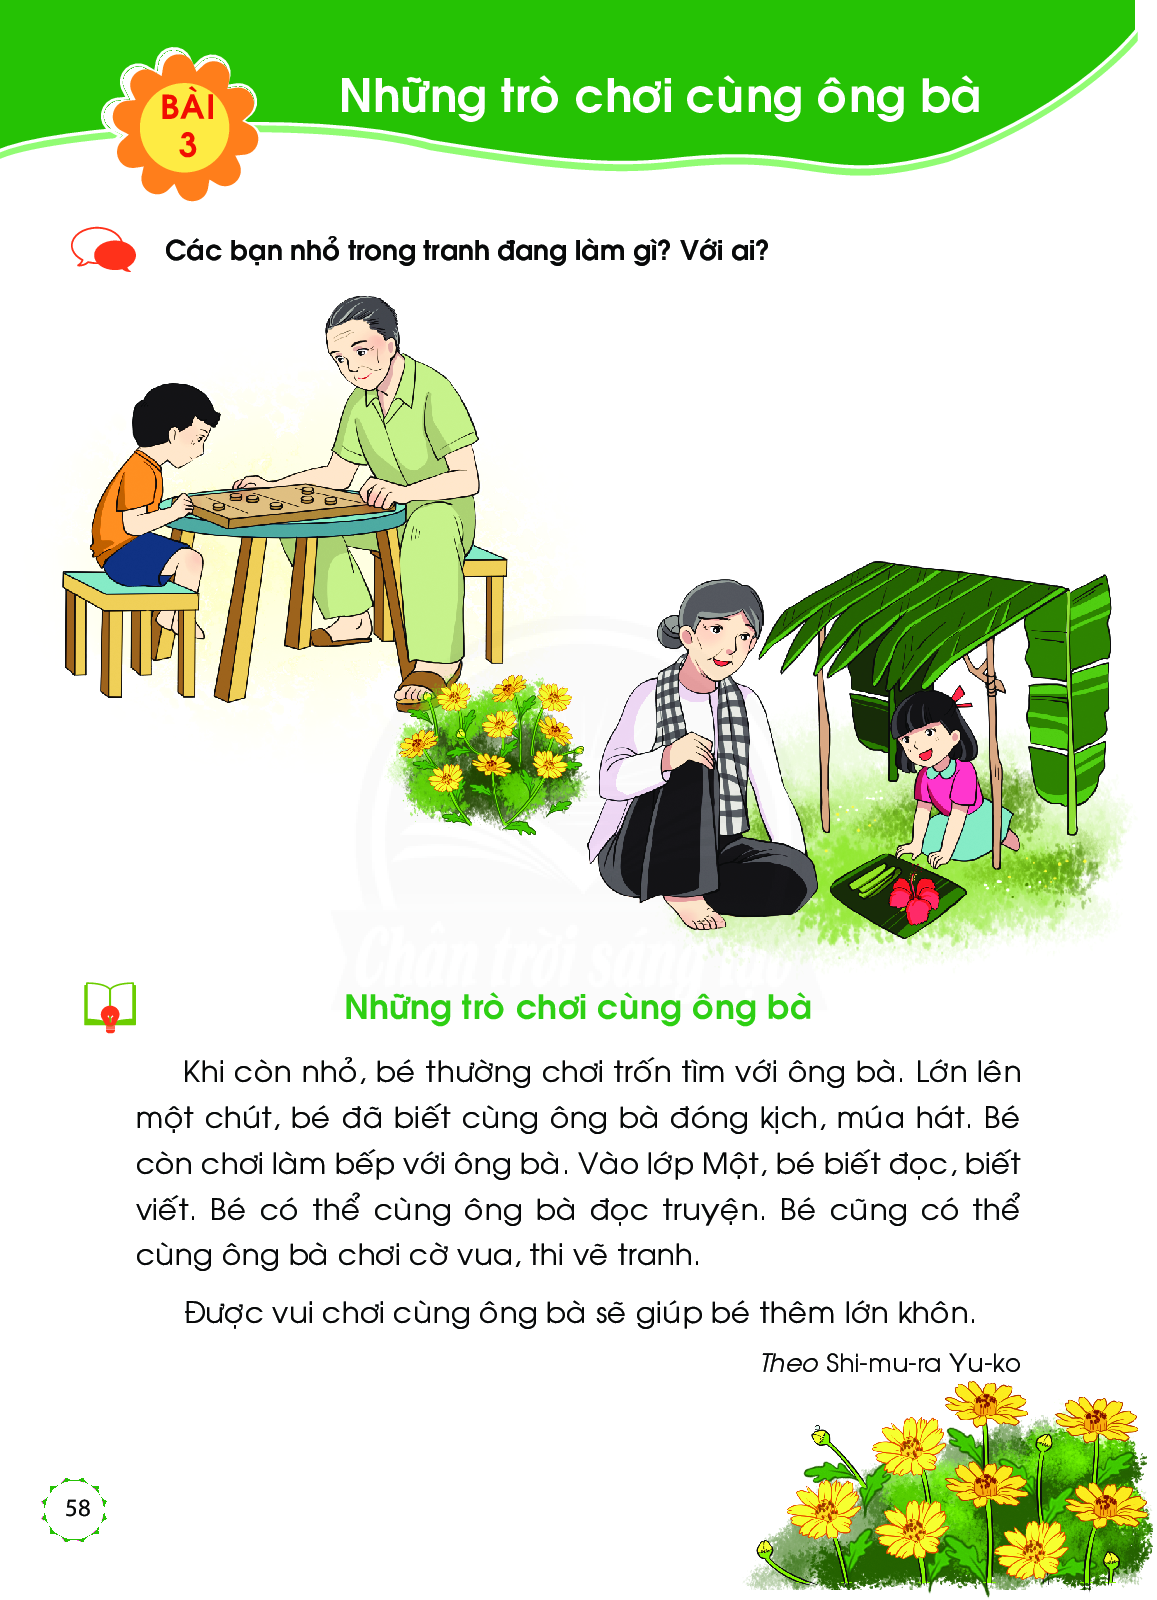 BÀI
3
Những trò chơi cùng ông bà
Các bạn nhỏ trong tranh đang làm gì? Với ai?
Chân trời sáng tạo
Những trò chơi cùng ông bà
Khi còn nhỏ, bé thường chơi trốn tìm với ông bà. Lớn lên
một chút, bé đã biết cùng ông bà đóng kịch, múa hát. Bé
còn chơi làm bếp với ông bà. Vào lớp Một, bé biết đọc, biết
viết. Bé có thể cùng ông bà đọc truyện. Bé cũng có thể
cùng ông bà chơi cờ vua, thi vẽ tranh.
Được vui chơi cùng ông bà sẽ giúp bé thêm lớn khôn.
Theo Shi-mu-ra Yu-ko
58